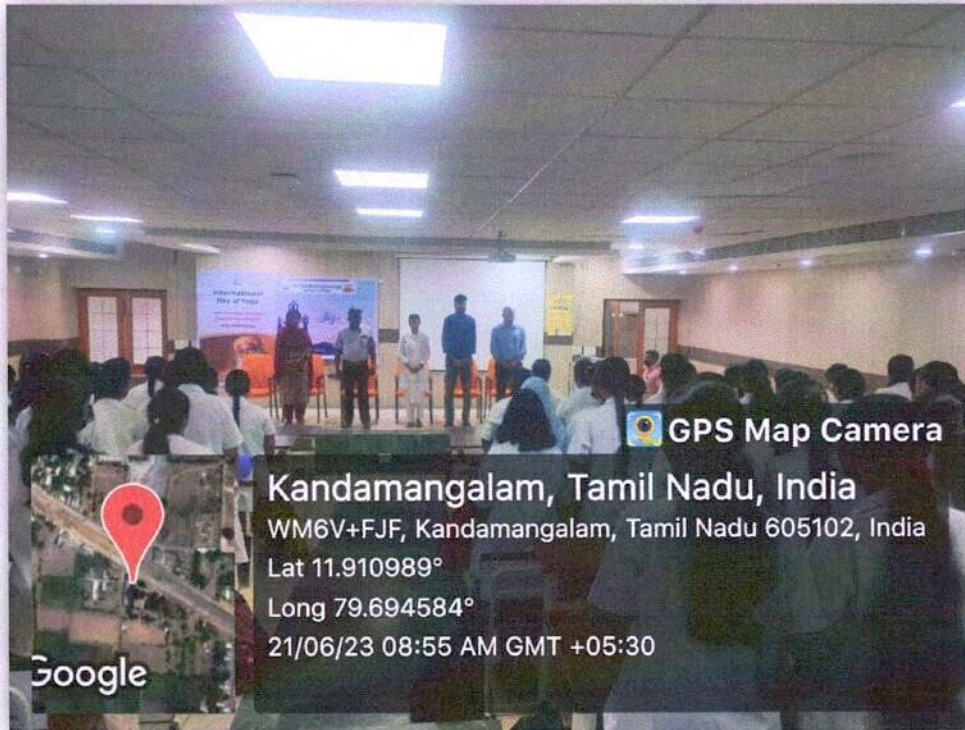 International
Day of Yoga
GPS Map Camera
Kandamangalam, Tamil Nadu, India
WM6V+FJF, Kandamangalam, Tamil Nadu 605102, India
Lat 11.910989°
Long 79.694584°
21/06/23 08:55 AM GMT +05:30
Google